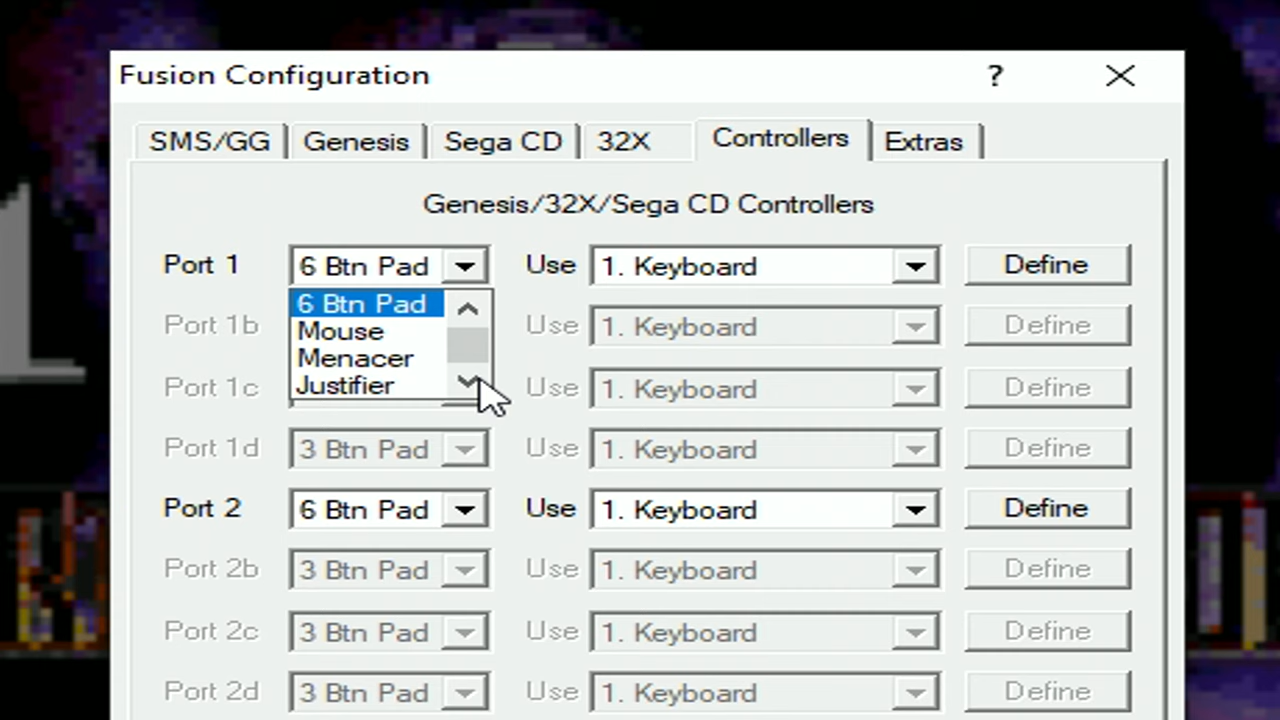 Fusion Configuration ?
SMS/GG Genesis Sega CD 32X Controllers Extras
Genesis/32X/Sega CD Controllers
Port 1 6 Btn Pad Use 1. Keyboard Define
6 Btn Pad
Port 1b Mouse Use 1. Keyboard Define
Menacer
Port 1c Justifier Use 1. Keyboard Define
Port 1d 3 Btn Pad Use 1. Keyboard Define
Port 2 6 Btn Pad Use 1. Keyboard Define
Port 2b 3 Btn Pad Use 1. Keyboard Define
Port 2c 3 Btn Pad Use 1. Keyboard Define
Port 2d 3 Btn Pad Use 1. Keyboard Define